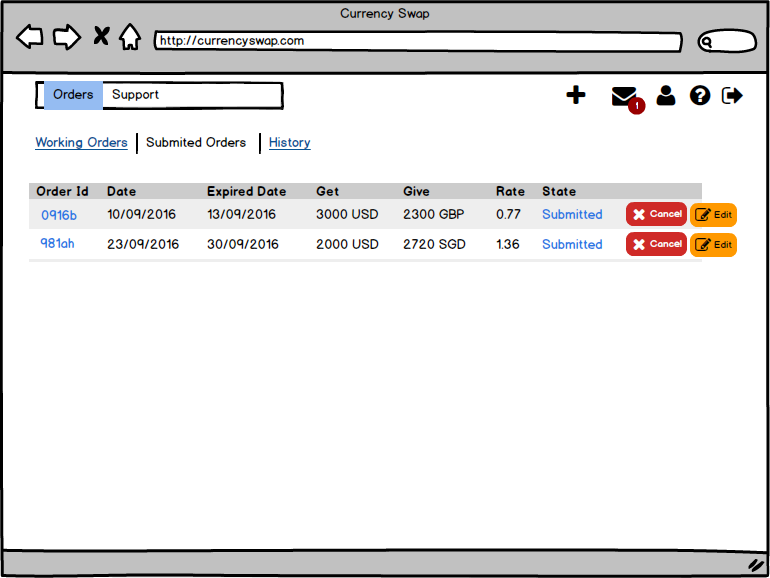 Currency Swap
http://currencyswap.com
Orders Support
1
Working Orders Submited Orders History
Order Id Date Expired Date Get Give Rate State
0916b 10/09/2016 13/09/2016 3000 USD 2300 GBP 0.77 Submitted Cancel Edit
981ah 23/09/2016 30/09/2016 2000 USD 2720 SGD 1.36 Submitted Cancel Edit